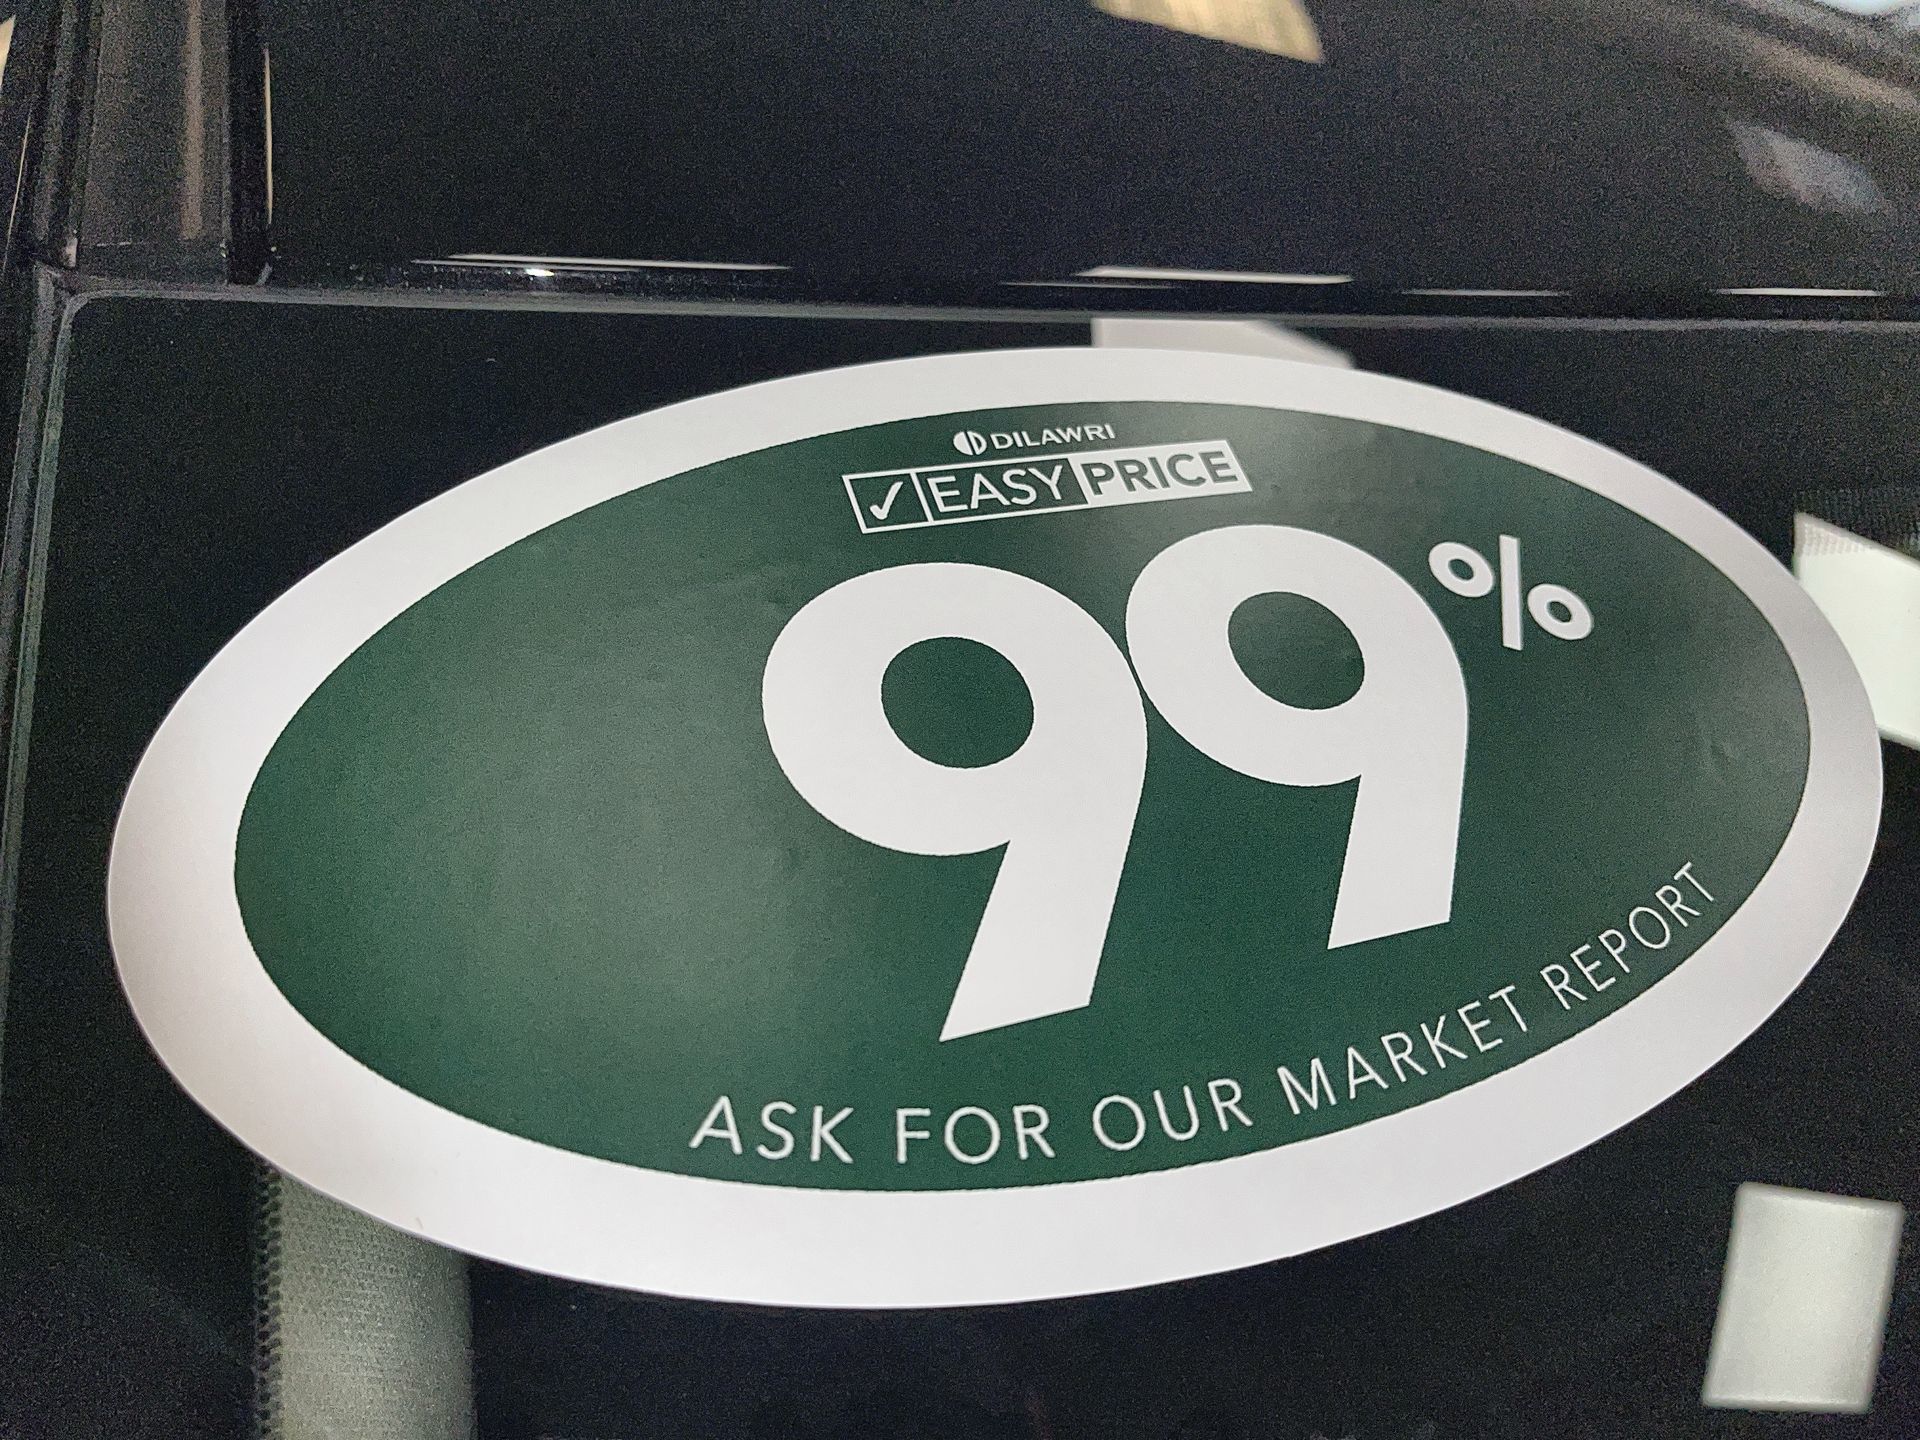 DILAWRI
EASY PRICE
99%
ASK FOR OUR MARKET REPORT